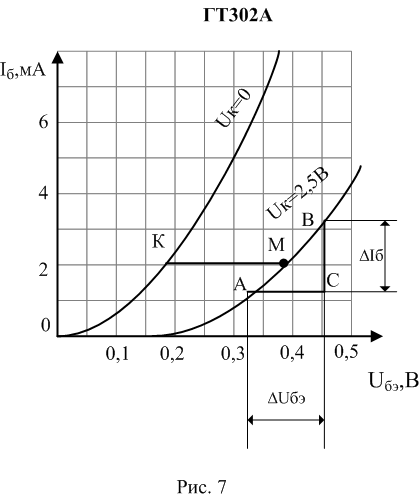 ГТ302А
Iб,мА
Uк=0
6
Uк=2,5В
4
В
К
М
ΔIб
2
А
С
0
0,1 0,2 0,3 0,4 0,5
Uбэ,В
ΔUбэ
Рис. 7